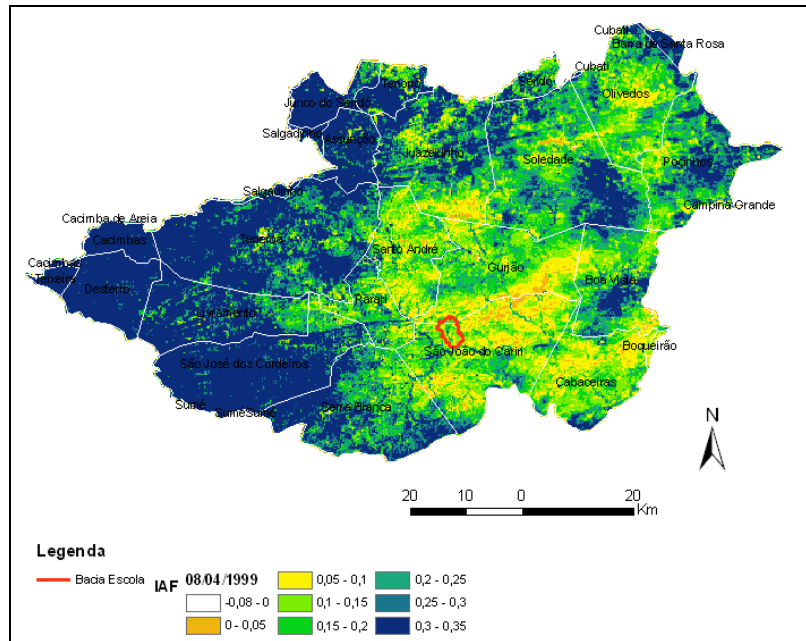 Cubati
Barra de Santa Rosa
Cubati
Seridó
Olivedos
Tenorio
Junco do Seridó
Salgadinho
Assunção
Juazeirinho
Soledade
Pocinhos
Campina Grande
Salgadinho
Cacimba de Areia
Cacimbas
Taperoá
Santo André
Gurjão
Cacimbas
Teixeira
Desterro
Boa Vista
Parari
Livramento
São João do Cariri
Boqueirão
São José dos Cordeiros
Cabaceiras
Sumé
Sumé
Sumé
Serra Branca
N
20 10 0 20
Km
Legenda
Bacia Escola
IAF 08/04/1999
-0,08 - 0
0 - 0,05
0,05 - 0,1
0,1 - 0,15
0,15 - 0,2
0,2 - 0,25
0,25 - 0,3
0,3 - 0,35